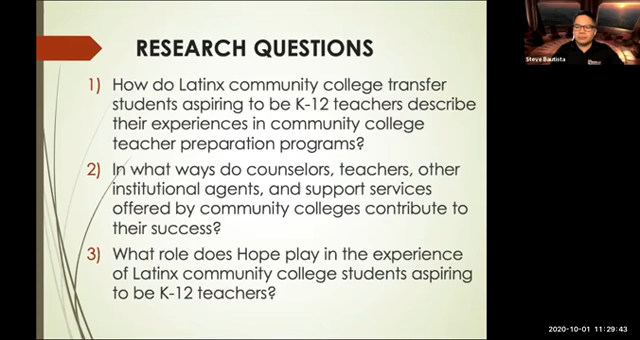 RESEARCH QUESTIONS
1) How do Latinx community college transfer
students aspiring to be K-12 teachers describe
their experiences in community college
teacher preparation programs?
2) In what ways do counselors, teachers, other
institutional agents, and support services
offered by community colleges contribute to
their success?
3) What role does Hope play in the experience
of Latinx community college students aspiring
to be K-12 teachers?
Steve Bautista
2020-10-01 11:29:43